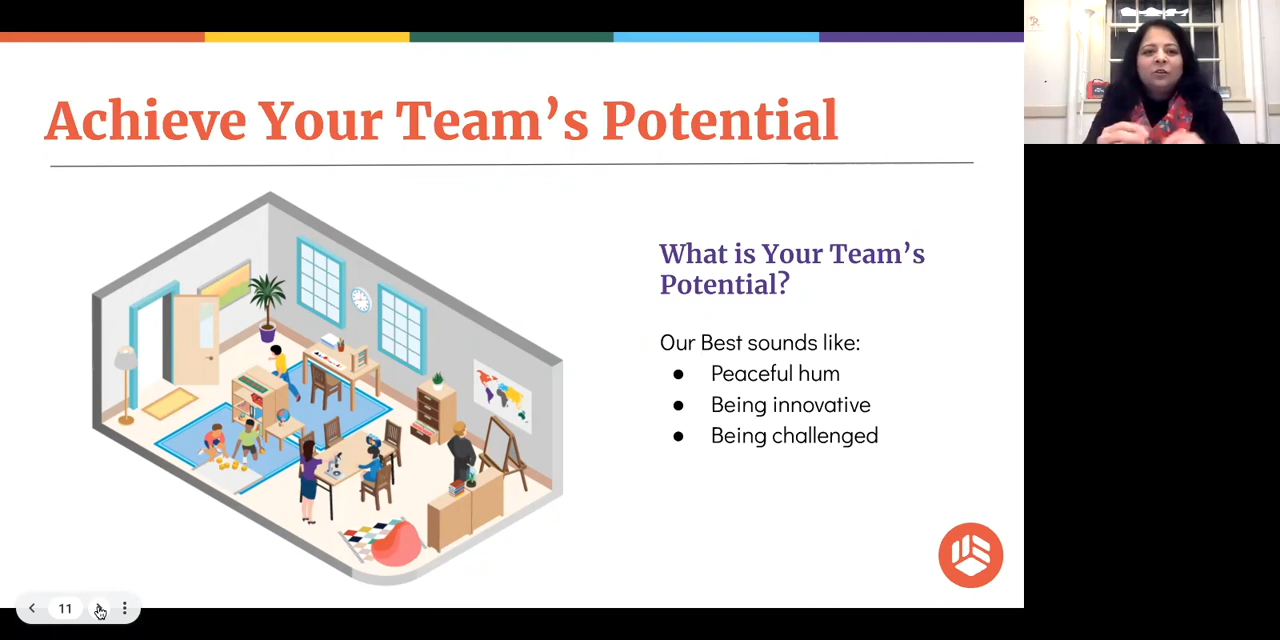 Achieve Your Team’s Potential
What is Your Team’s
Potential?
Our Best sounds like:
● Peaceful hum
● Being innovative
● Being challenged
11